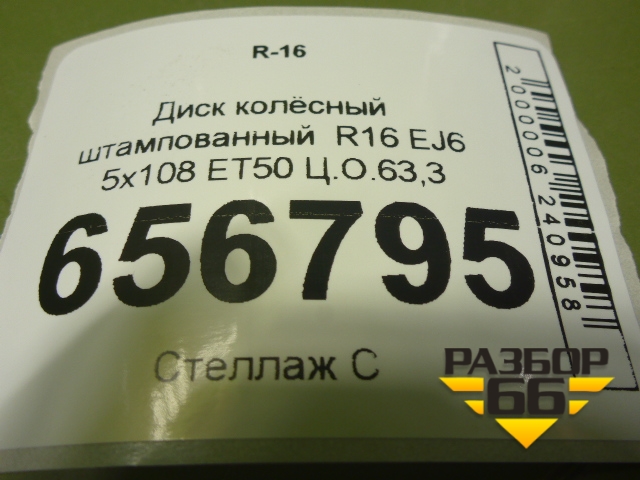 R-16
Диск колёсный
штампованный R16 EJ6
5x108 ET50 Ц.О.63,3
656795
Стеллаж С
2000006240958
РАЗБОР
66